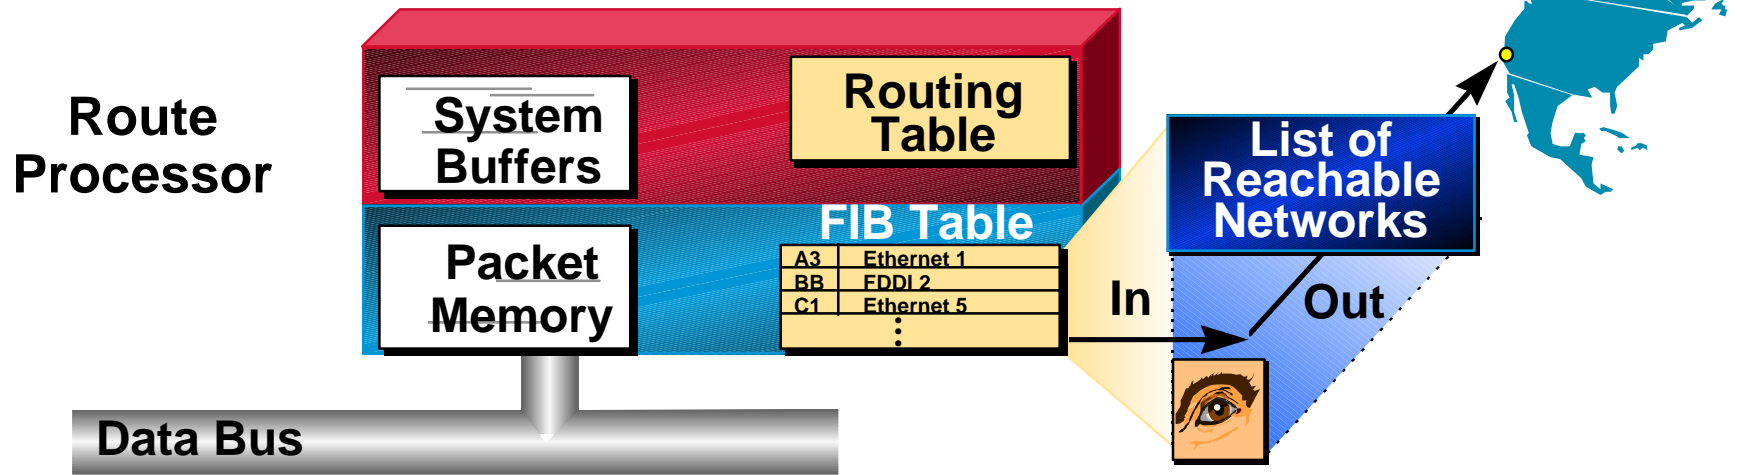 Route
Processor
System
Buffers
Routing
Table
Packet
Memory
FIB Table
A3 Ethernet 1
BB FDDI 2
C1 Ethernet 5
List of
Reachable
Networks
In
Out
Data Bus